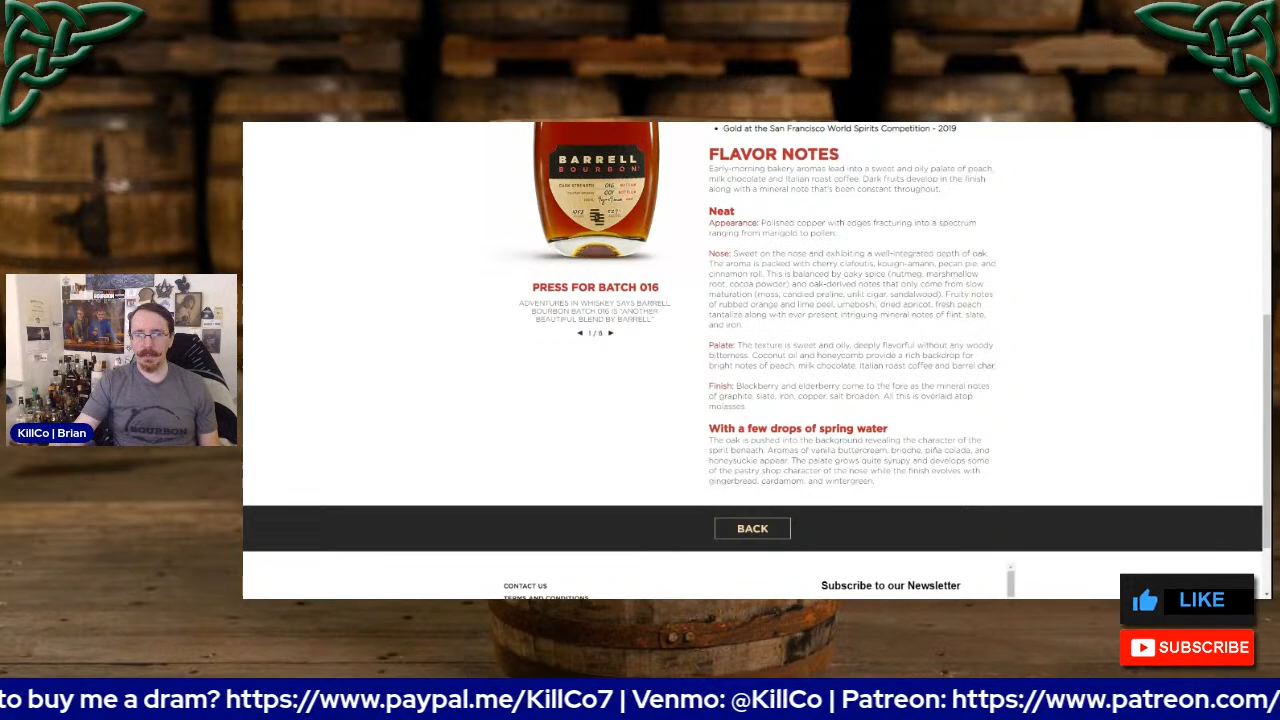 Gold at the San Francisco World Spirits Competition - 2019
FLAVOR NOTES
Early-morning bakery aromas lead into a sweet and oily palate of peach,
milk chocolate and Italian roast coffee. Dark fruits develop in the finish
along with a mineral note that's been constant throughout.
Neat
Appearance: Polished copper with edges fracturing into a spectrum
ranging from marigold to pollen.
Nose: Sweet on the nose and exhibiting a well-integrated depth of oak.
The aroma is packed with cherry clafoutis, kouign-amann, pecan pie, and
cinnamon roll. This is balanced by oaky spice (nutmeg, marshmallow
root, cocoa powder) and oak-derived notes that only come from slow
maturation (moss, candied praline, unlit cigar, sandalwood). Fruity notes
of rubbed orange and lime peel, umeboshi, dried apricot, fresh peach
tantalize along with ever present intriguing mineral notes of flint, slate,
and iron.
Palate: The texture is sweet and oily, deeply flavorful without any woody
bitterness. Coconut oil and honeycomb provide a rich backdrop for
bright notes of peach, milk chocolate, Italian roast coffee and barrel char.
Finish: Blackberry and elderberry come to the fore as the mineral notes
of graphite, slate, iron, copper, salt broaden. All this is overlaid atop
molasses.
With a few drops of spring water
The oak is pushed into the background revealing the character of the
spirit beneath. Aromas of vanilla buttercream, brioche, piña colada, and
honeysuckle appear. The palate grows quite syrupy and develops some
of the pastry shop character of the nose while the finish evolves with
gingerbread, cardamom, and wintergreen.
BARRELL
BOURBON
CASK STRENGTH
016
001
PRESS FOR BATCH 016
ADVENTURES IN WHISKEY SAYS BARRELL
BOURBON BATCH 016 IS "ANOTHER
BEAUTIFUL BLEND BY BARRELL"
◄ 1 / 6 ►
BOURBON
KillCo | Brian
BACK
CONTACT US
TERMS AND CONDITIONS
Subscribe to our Newsletter
LIKE
SUBSCRIBE
to buy me a dram? https://www.paypal.me/KillCo7 | Venmo: @KillCo | Patreon: https://www.patreon.com/